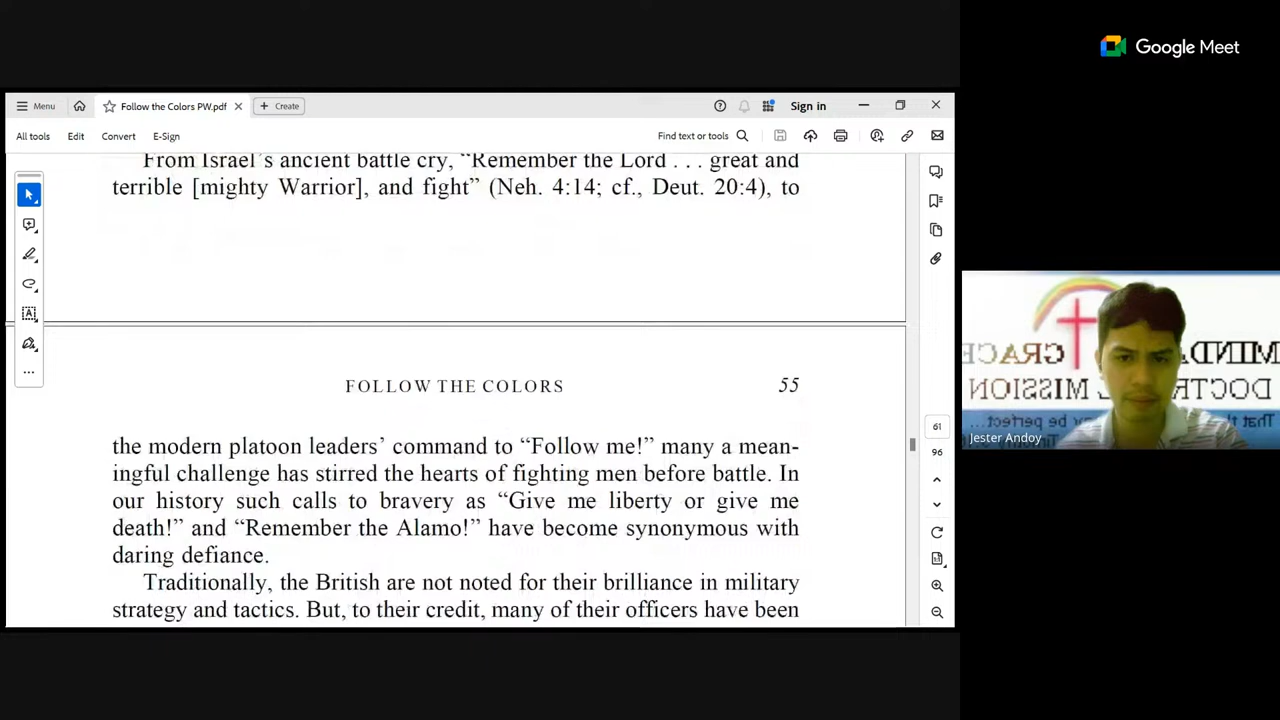 Google Meet
Menu
Follow the Colors PW.pdf
Create
Sign in
All tools
Edit
Convert
E-Sign
Find text or tools
From Israel's ancient battle cry, “Remember the Lord . . . great and
terrible [mighty Warrior], and fight” (Neh. 4:14; cf., Deut. 20:4), to
FOLLOW THE COLORS 55
the modern platoon leaders’ command to “Follow me!” many a mean-
ingful challenge has stirred the hearts of fighting men before battle. In
our history such calls to bravery as “Give me liberty or give me
death!” and “Remember the Alamo!” have become synonymous with
daring defiance.
Traditionally, the British are not noted for their brilliance in military
strategy and tactics. But, to their credit, many of their officers have been
61
96
MINDA
GRACE
DOCTR
L MISSION
That th
y be perfect
Jester Andoy